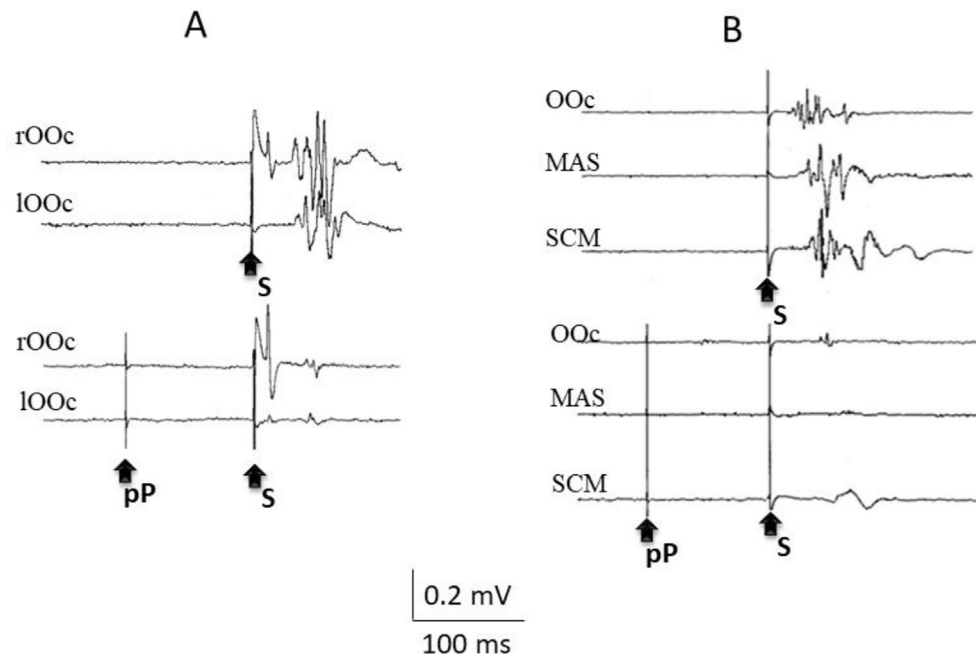 A
rOOc
lOOc
S
rOOc
lOOc
pP
S
B
OOc
MAS
SCM
S
OOc
MAS
SCM
pP
S
0.2 mV
100 ms